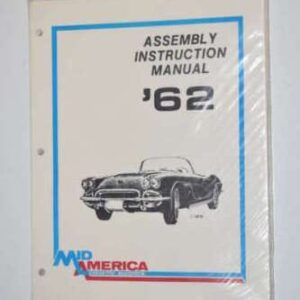 ASSEMBLY
INSTRUCTION
MANUAL
'62
MID
AMERICA